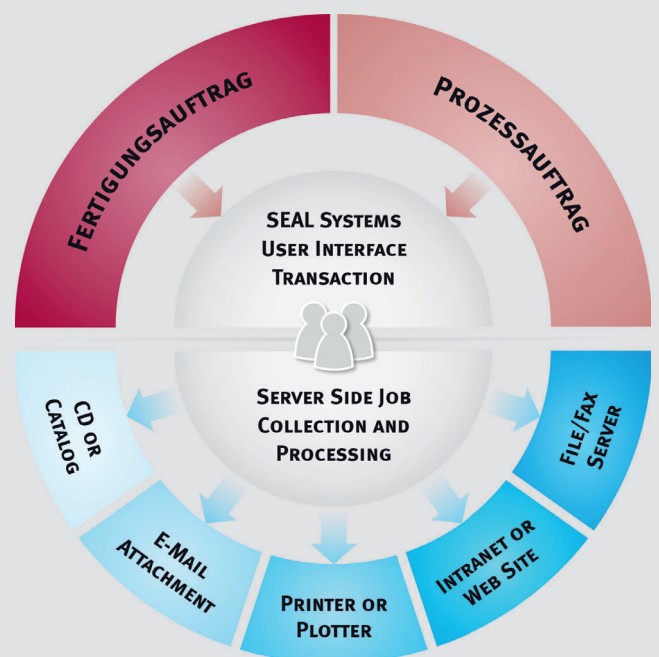 FERTIGUNGSAUFTRAG
PROZESSAUFTRAG
SEAL SYSTEMS
USER INTERFACE
TRANSACTION
SERVER SIDE JOB
COLLECTION AND
PROCESSING
CD OR
CATALOG
E-MAIL
ATTACHMENT
PRINTER OR
PLOTTER
INTRANET OR
WEB SITE
FILE/FAX
SERVER